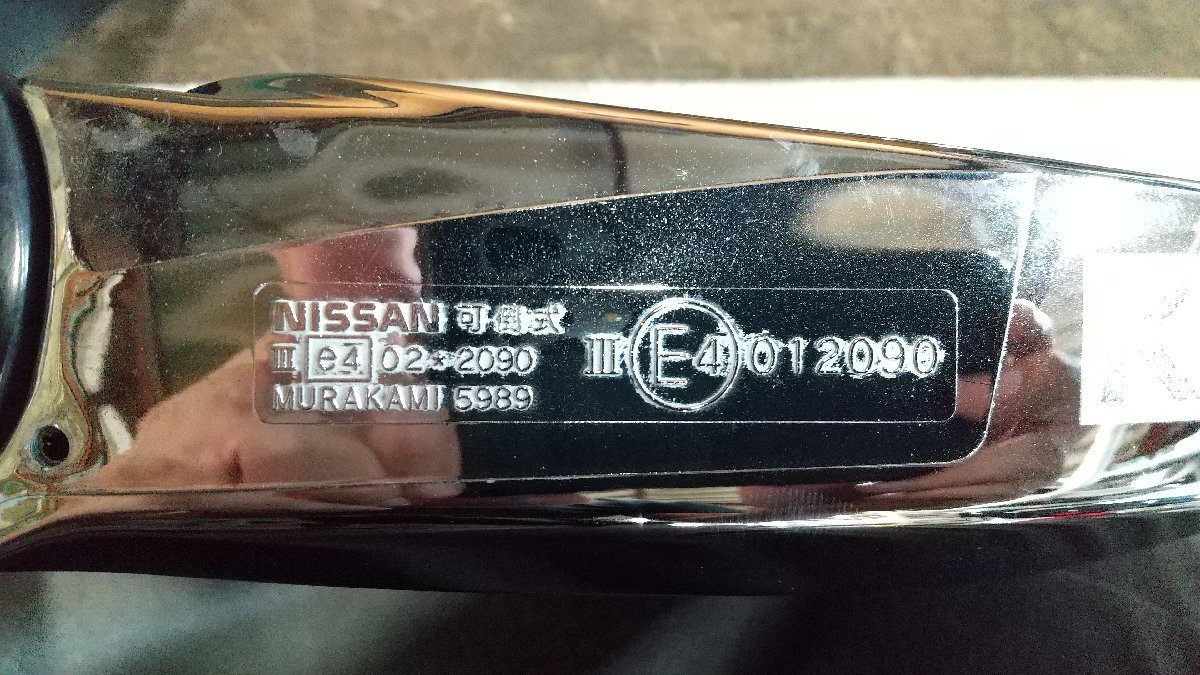 NISSAN 可倒式
III e4 02*2090
MURAKAMI 5989
III E4 012090